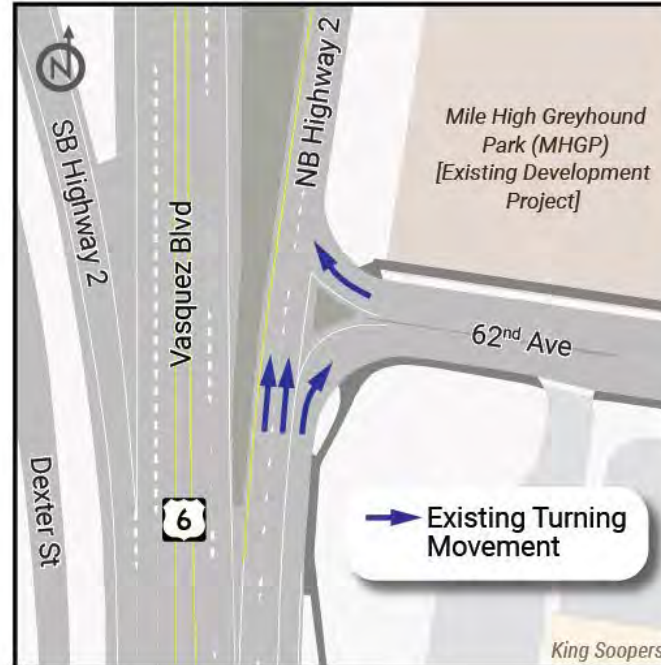 N
SB Highway 2
Vasquez Blvd
NB Highway 2
Mile High Greyhound
Park (MHGP)
[Existing Development
Project]
62nd Ave
Dexter St
6
Existing Turning
Movement
King Soopers